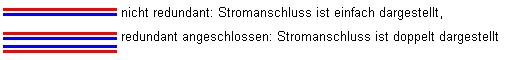 nicht redundant: Stromanschluss ist einfach dargestellt,
redundant angeschlossen: Stromanschluss ist doppelt dargestellt